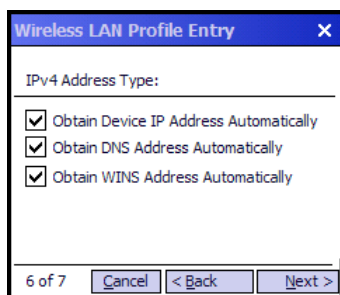 Wireless LAN Profile Entry X
IPv4 Address Type:
Obtain Device IP Address Automatically
Obtain DNS Address Automatically
Obtain WINS Address Automatically
6 of 7 Cancel < Back Next >